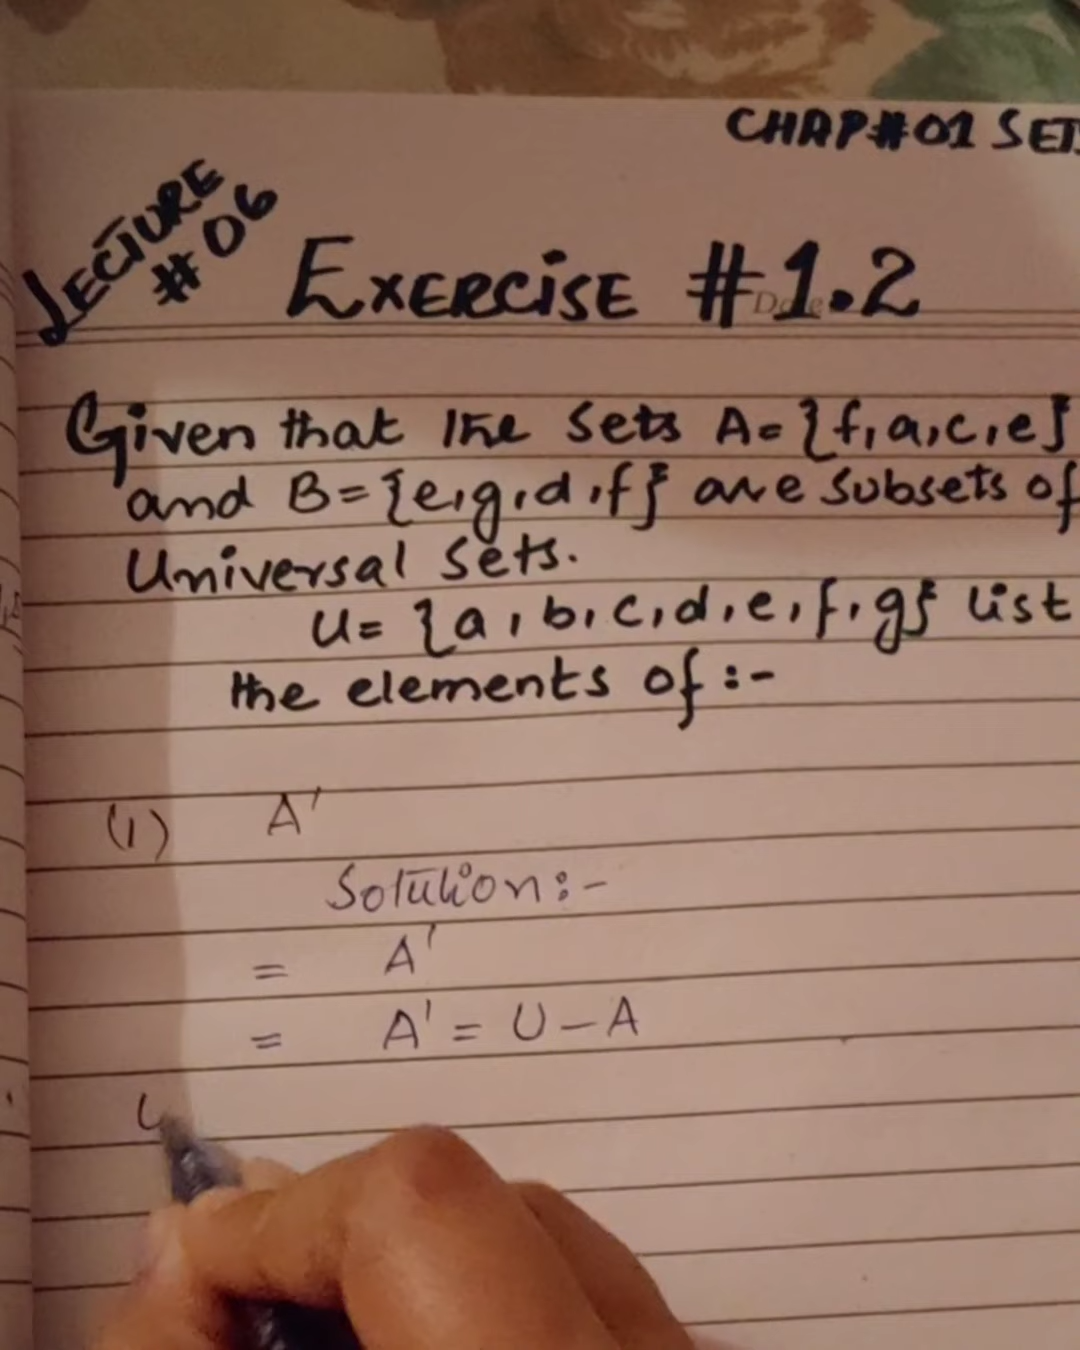 CHAP#01 SET
LECTURE
#06
EXERCiSE #1.2
Given that the Sets A={f,a,c,e}
and B={e,g,d,f} are Subsets of
Universal Sets.
U= {a,b,c,d,e,f,g} list
the elements of:-
(1) A'
Solution:-
= A'
= A' = U-A